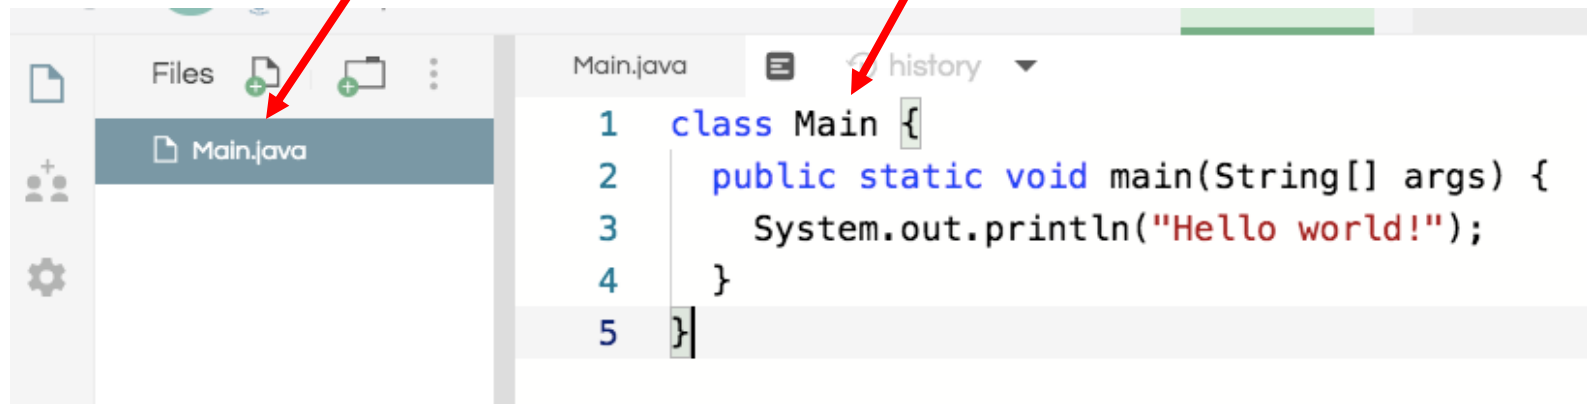 Files
Main.java
Main.java
history
1 class Main {
2   public static void main(String[] args) {
3     System.out.println("Hello world!");
4   }
5 }